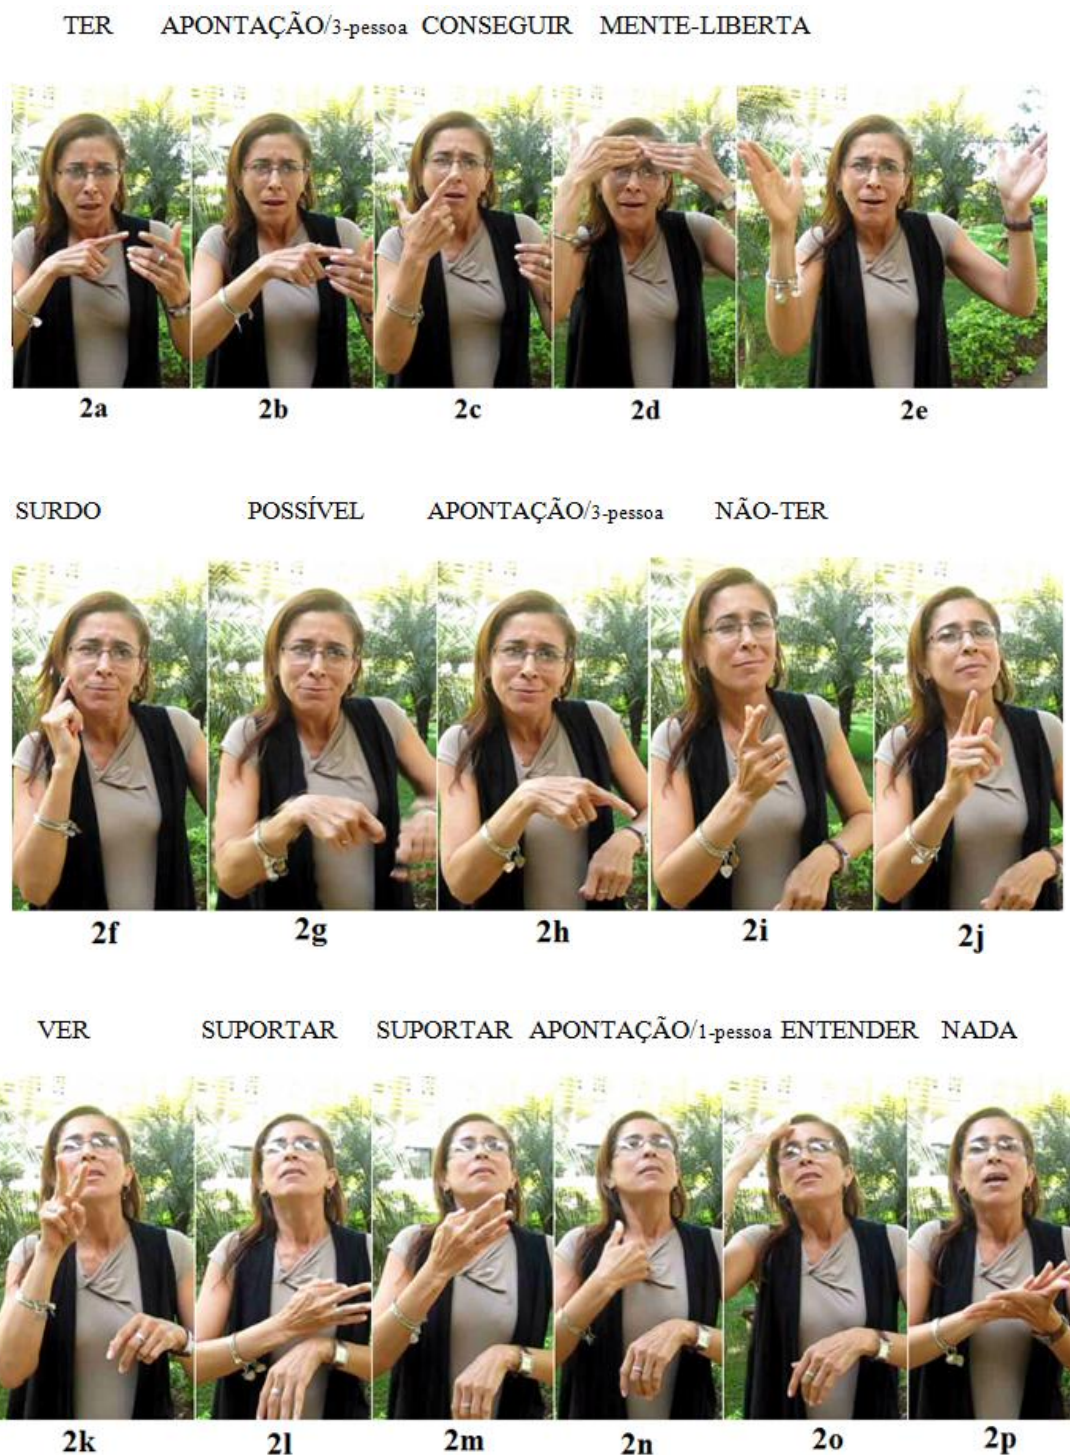 TER APONTAÇÃO/3-pessoa CONSEGUIR MENTE-LIBERTA
2a 2b 2c 2d 2e
SURDO POSSÍVEL APONTAÇÃO/3-pessoa NÃO-TER
2f 2g 2h 2i 2j
VER SUPORTAR SUPORTAR APONTAÇÃO/1-pessoa ENTENDER NADA
2k 2l 2m 2n 2o 2p